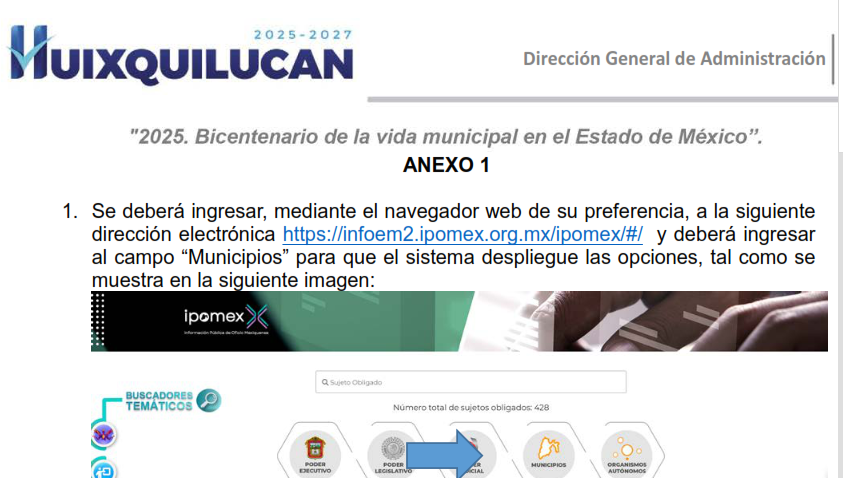 2025-2027
HUIXQUILUCAN
Dirección General de Administración
"2025. Bicentenario de la vida municipal en el Estado de México”.
ANEXO 1
1. Se deberá ingresar, mediante el navegador web de su preferencia, a la siguiente
dirección electrónica https://infoem2.ipomex.org.mx/ipomex/#/ y deberá ingresar
al campo “Municipios” para que el sistema despliegue las opciones, tal como se
muestra en la siguiente imagen:
ipomex
Información Pública de Oficio Mexiquense
Sujeto Obligado
BUSCADORES
TEMÁTICOS
Número total de sujetos obligados: 428
PODER
EJECUTIVO
PODER
LEGISLATIVO
ER
ICIAL
MUNICIPIOS
ORGANISMOS
AUTÓNOMOS